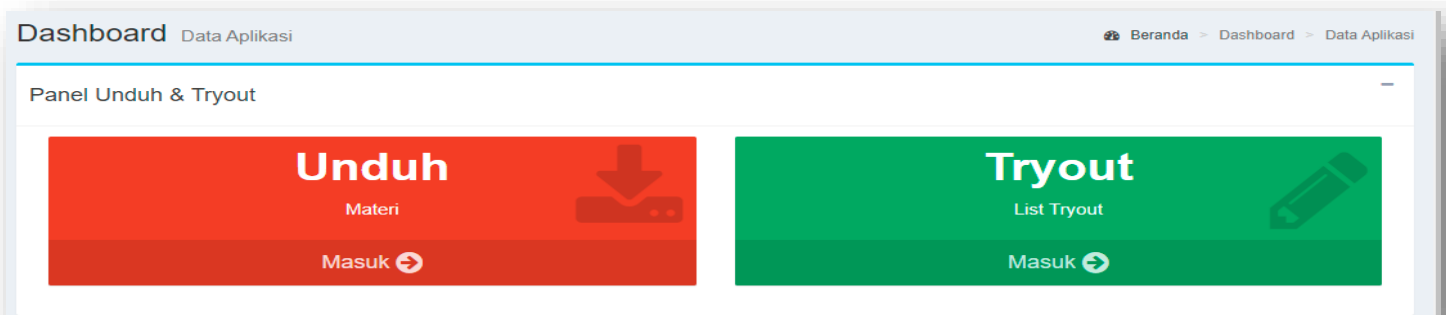 Dashboard Data Aplikasi
Beranda > Dashboard > Data Aplikasi
Panel Unduh & Tryout
Unduh
Materi
Masuk
Tryout
List Tryout
Masuk